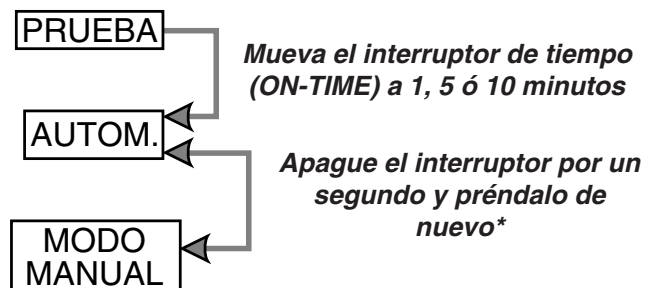 PRUEBA
Mueva el interruptor de tiempo
(ON-TIME) a 1, 5 ó 10 minutos
AUTOM.
Apague el interruptor por un
segundo y préndalo de
nuevo*
MODO
MANUAL